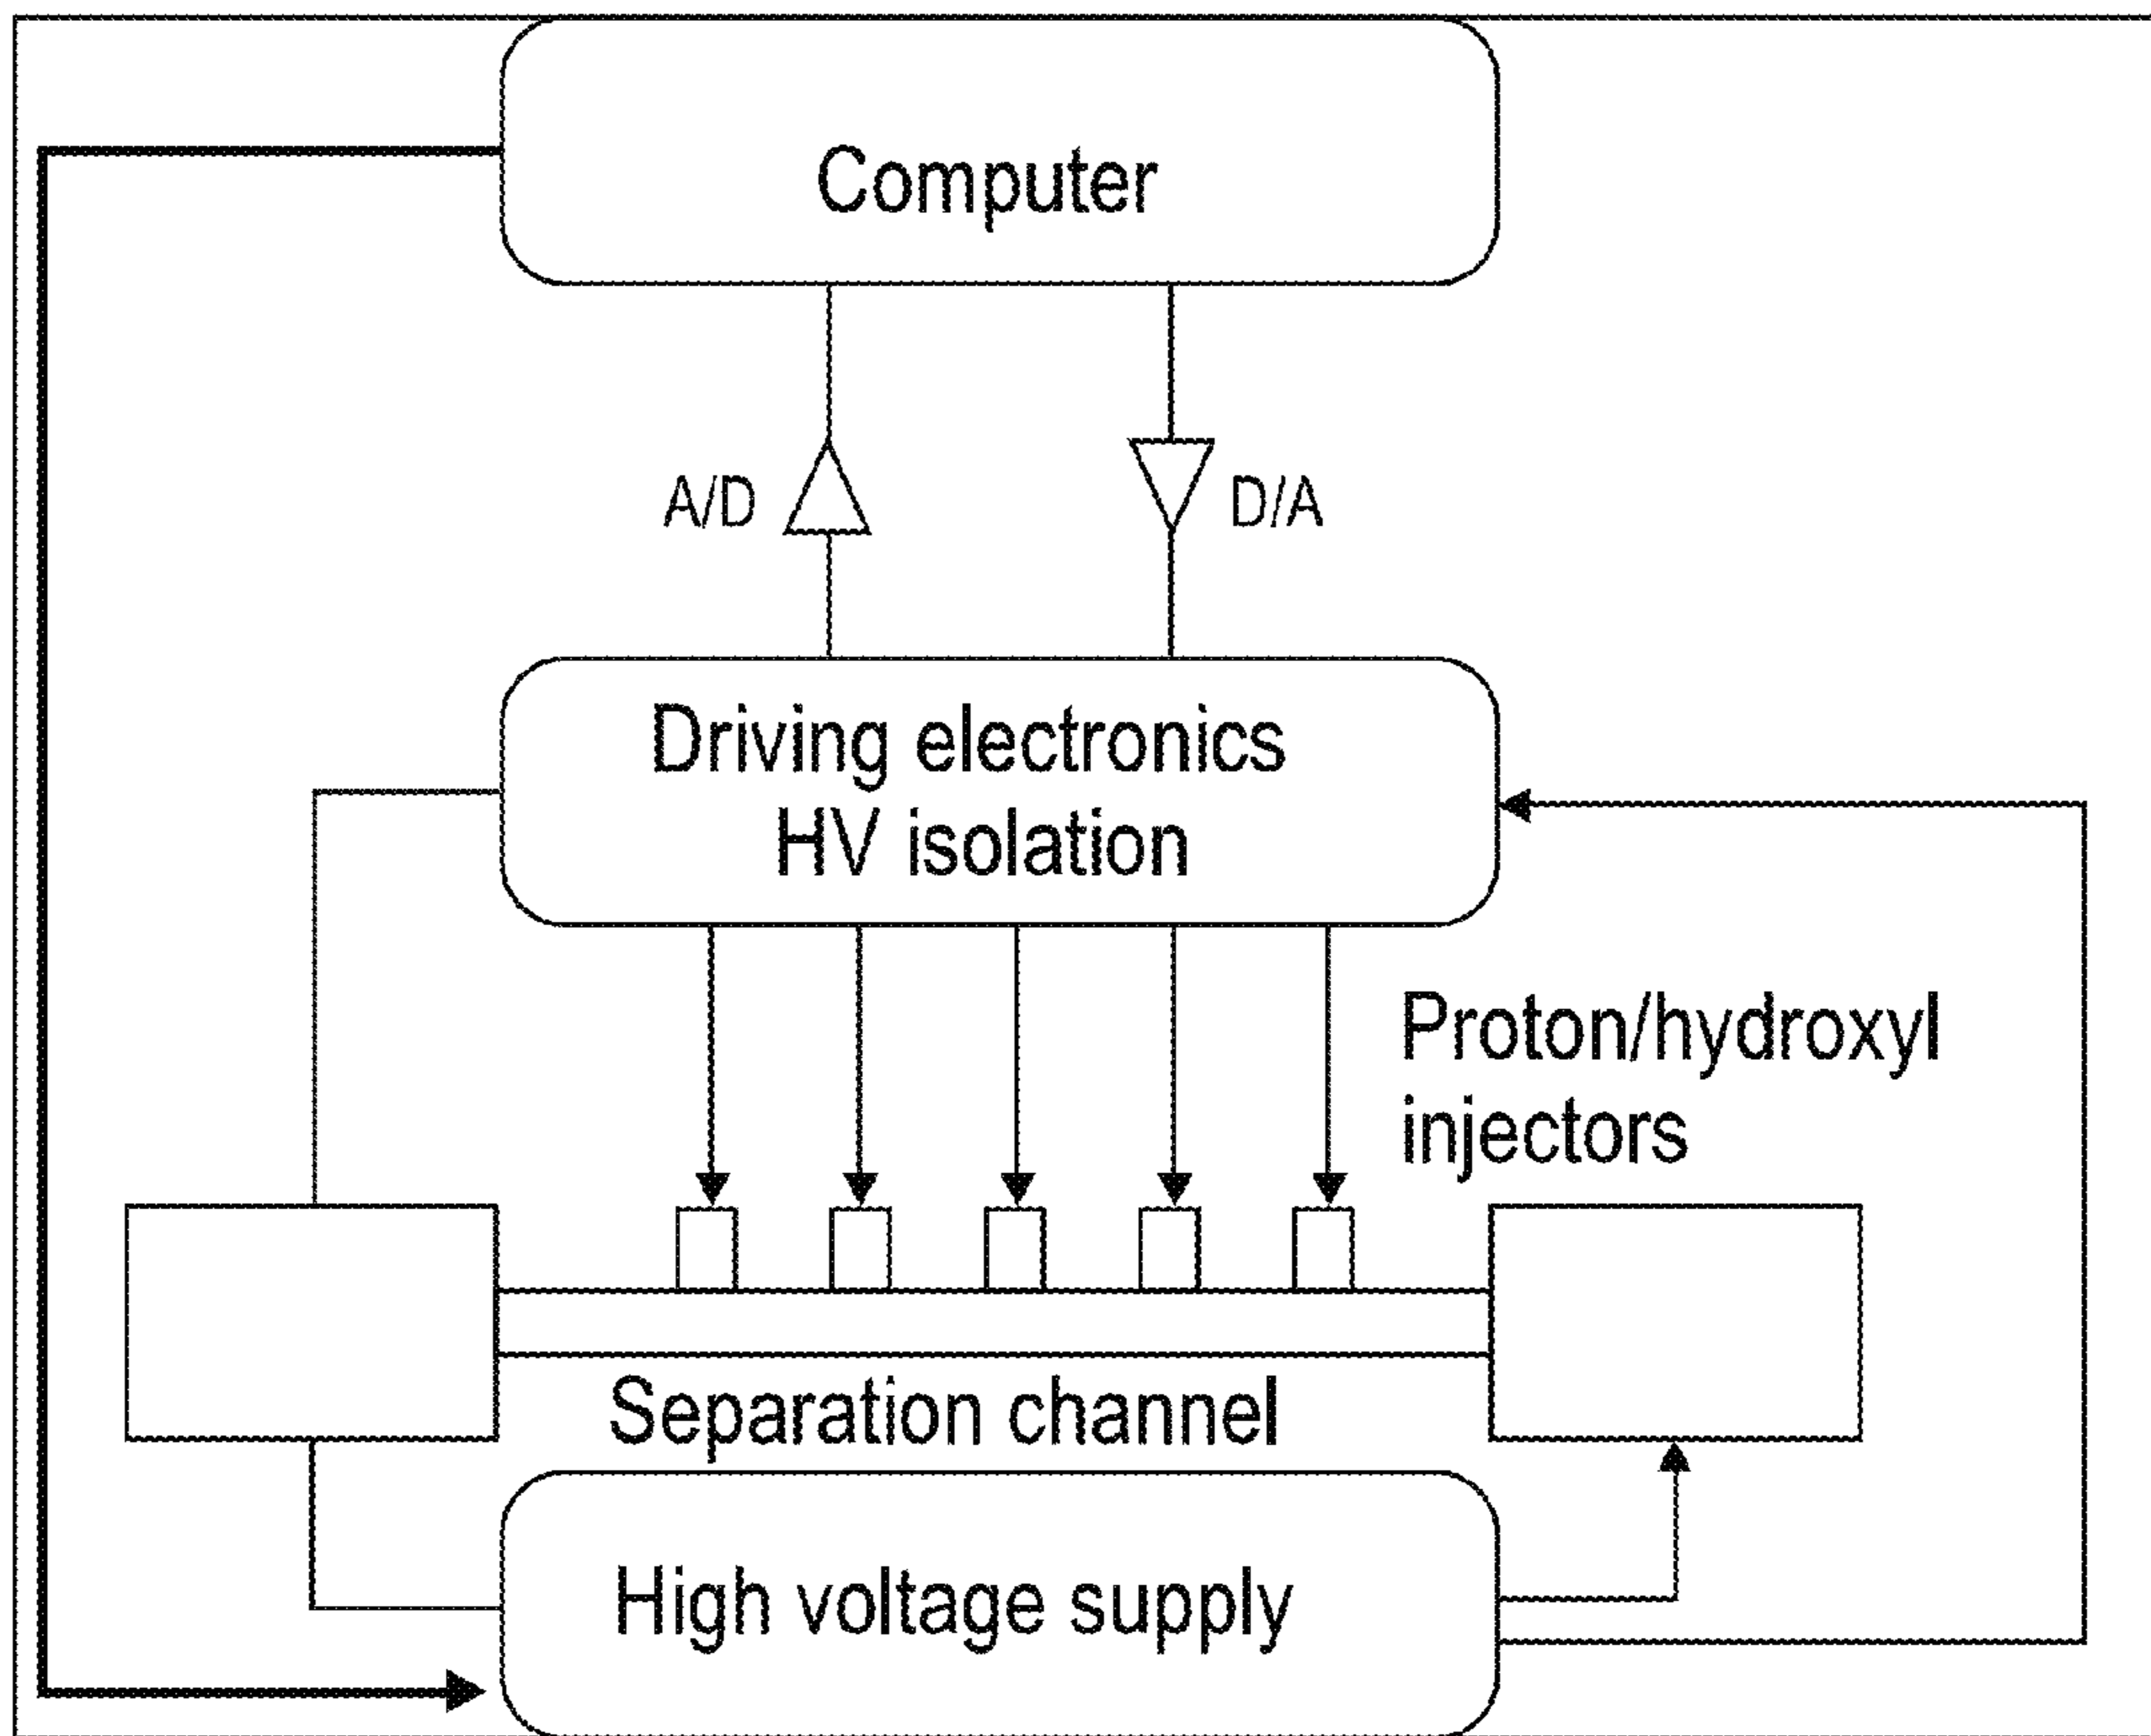 Computer
A/D
D/A
Driving electronics
HV isolation
Proton/hydroxyl
injectors
Separation channel
High voltage supply